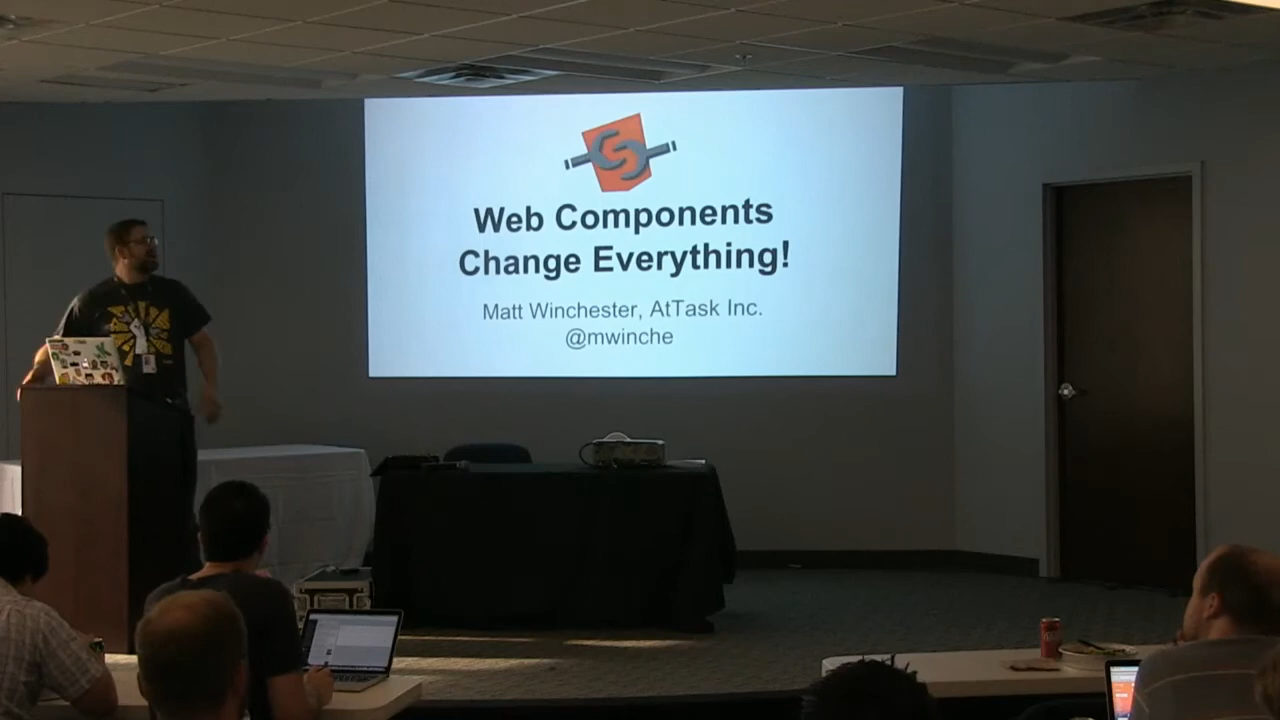 Web Components
Change Everything!
Matt Winchester, AtTask Inc.
@mwinche